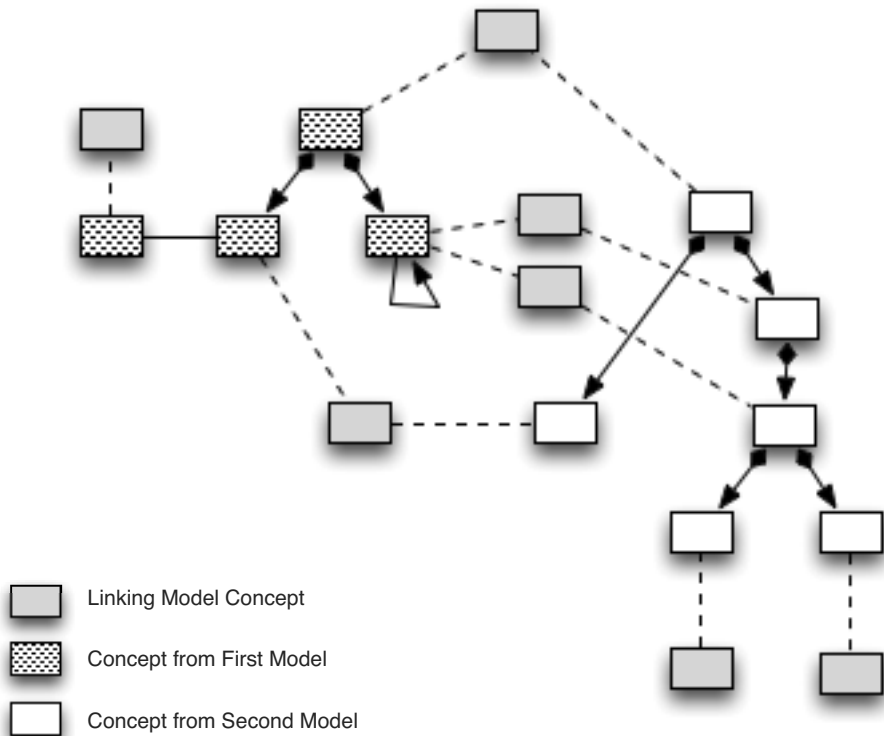 Linking Model Concept
Concept from First Model
Concept from Second Model